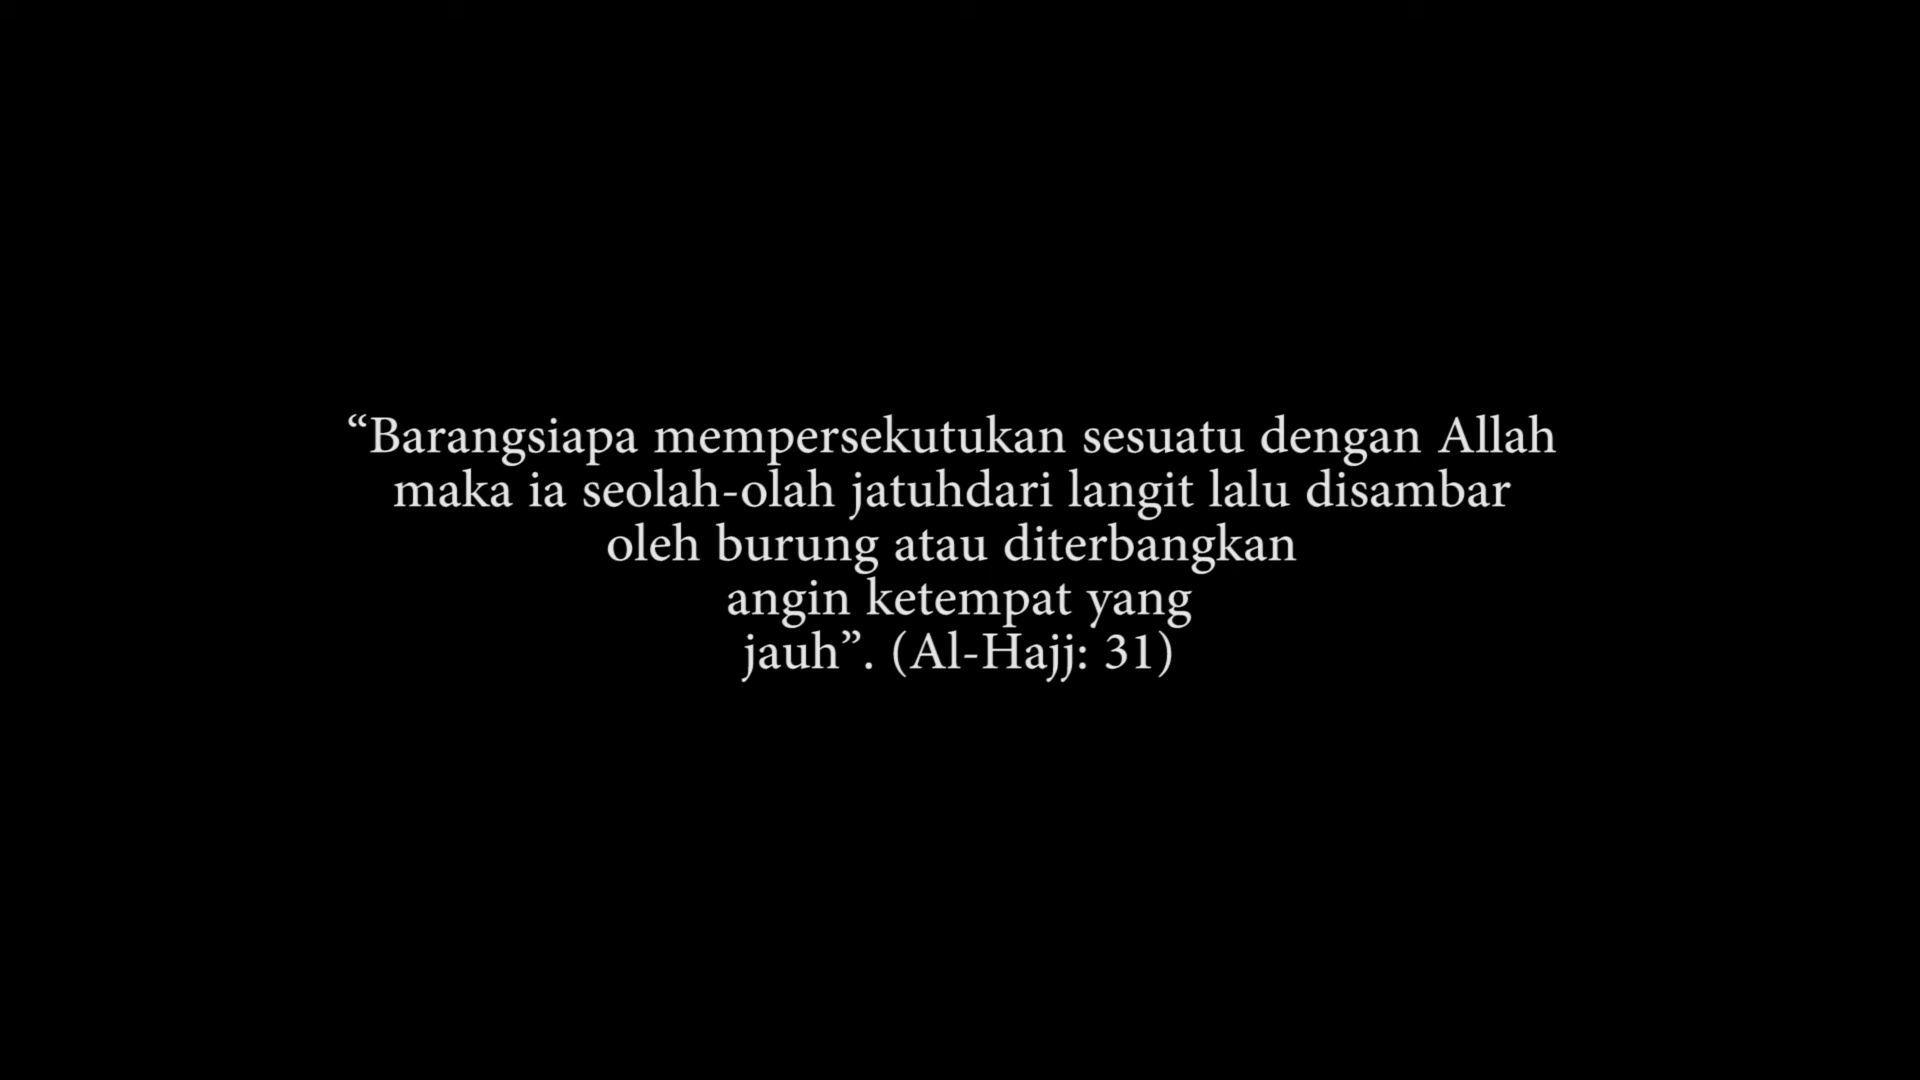 “Barangsiapa mempersekutukan sesuatu dengan Allah
maka ia seolah-olah jatuhdari langit lalu disambar
oleh burung atau diterbangkan
angin ketempat yang
jauh”. (Al-Hajj: 31)